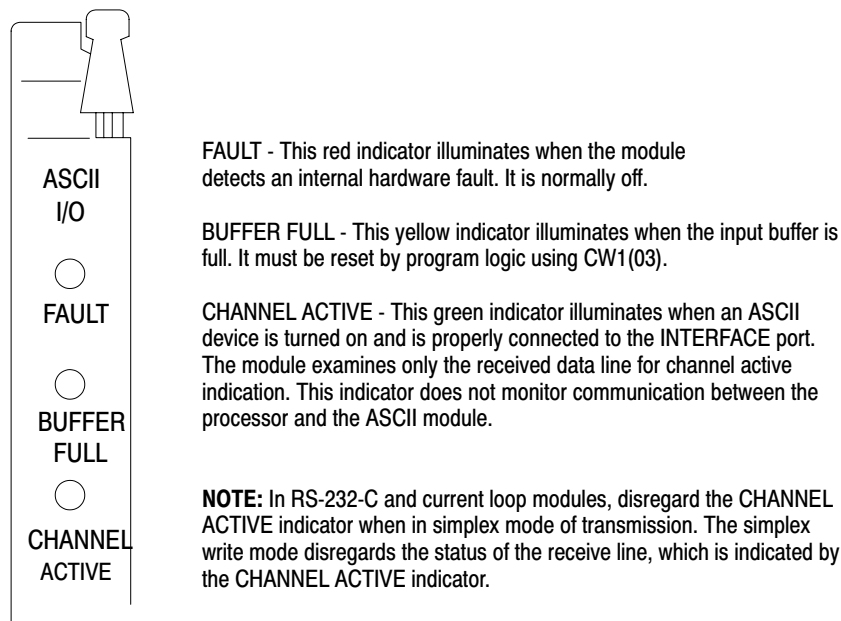 ASCII
I/O
FAULT
BUFFER
FULL
CHANNEL
ACTIVE
FAULT - This red indicator illuminates when the module
detects an internal hardware fault. It is normally off.
BUFFER FULL - This yellow indicator illuminates when the input buffer is
full. It must be reset by program logic using CW1(03).
CHANNEL ACTIVE - This green indicator illuminates when an ASCII
device is turned on and is properly connected to the INTERFACE port.
The module examines only the received data line for channel active
indication. This indicator does not monitor communication between the
processor and the ASCII module.
NOTE: In RS-232-C and current loop modules, disregard the CHANNEL
ACTIVE indicator when in simplex mode of transmission. The simplex
write mode disregards the status of the receive line, which is indicated by
the CHANNEL ACTIVE indicator.